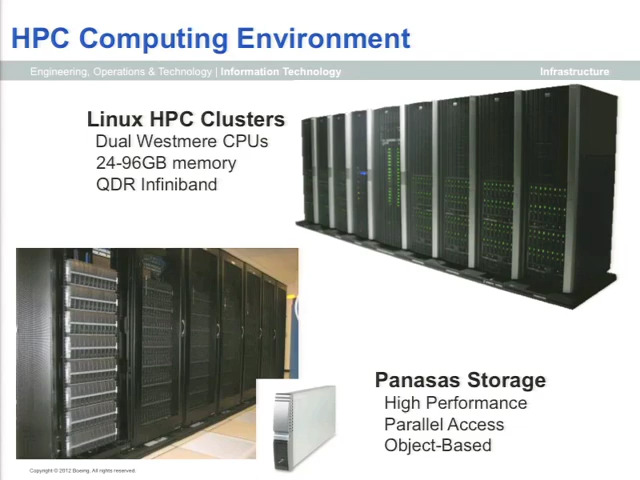 HPC Computing Environment
Engineering, Operations & Technology | Information Technology
Infrastructure
Linux HPC Clusters
Dual Westmere CPUs
24-96GB memory
QDR Infiniband
Panasas Storage
High Performance
Parallel Access
Object-Based
Copyright © 2012 Boeing. All rights reserved.